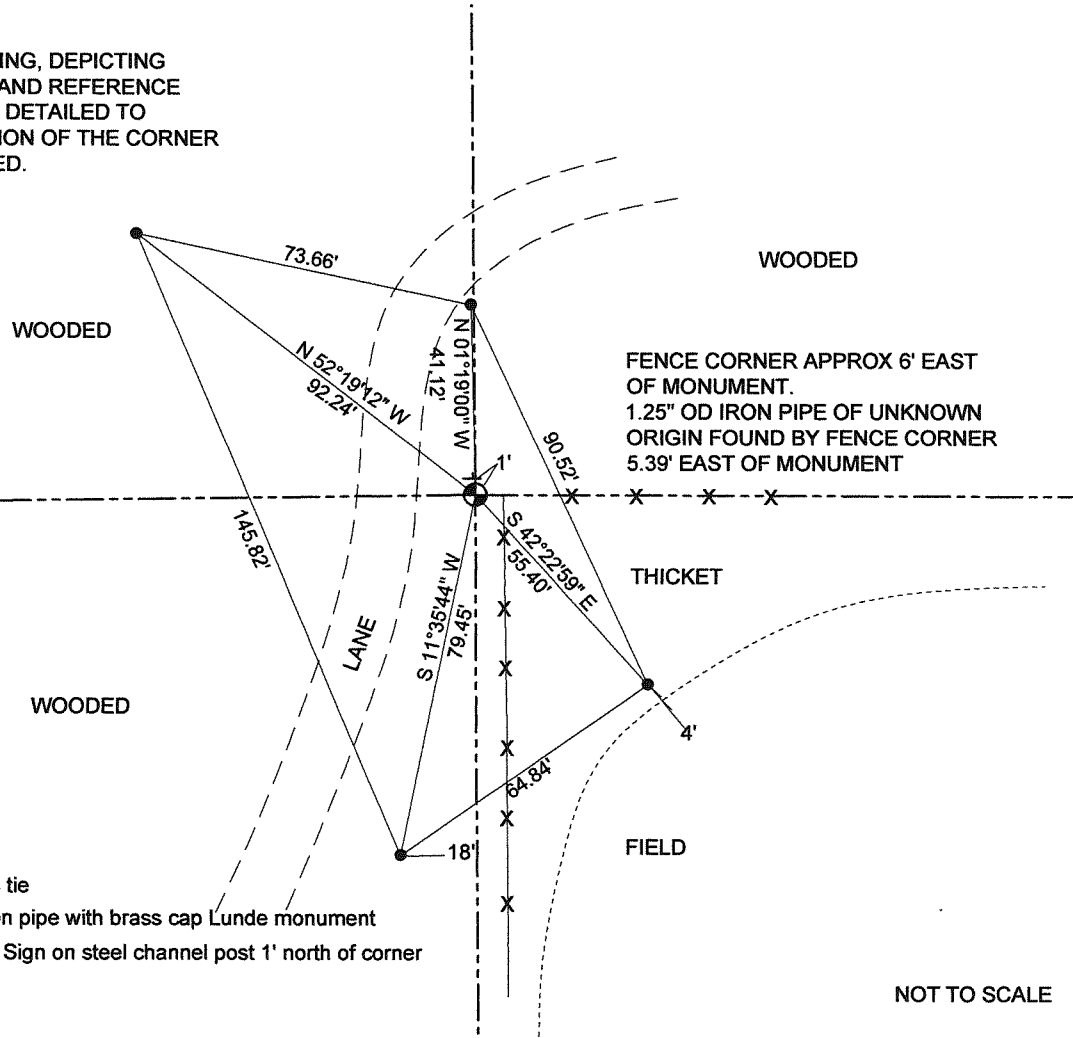 ING, DEPICTING
AND REFERENCE
DETAILED TO
ION OF THE CORNER
ED.
WOODED
73.66'
WOODED
N 52°19'12" W
92.24'
N 01°19'00" W
41.12'
FENCE CORNER APPROX 6' EAST
OF MONUMENT.
1.25" OD IRON PIPE OF UNKNOWN
ORIGIN FOUND BY FENCE CORNER
5.39' EAST OF MONUMENT
90.52'
1'
X X X X
145.82'
S 42°22'59" E
55.40'
X
THICKET
S 11°35'44" W
79.45'
X
LANE
X
WOODED
4'
X
64.84'
X
18'
FIELD
tie
X
n pipe with brass cap Lunde monument
Sign on steel channel post 1' north of corner
NOT TO SCALE